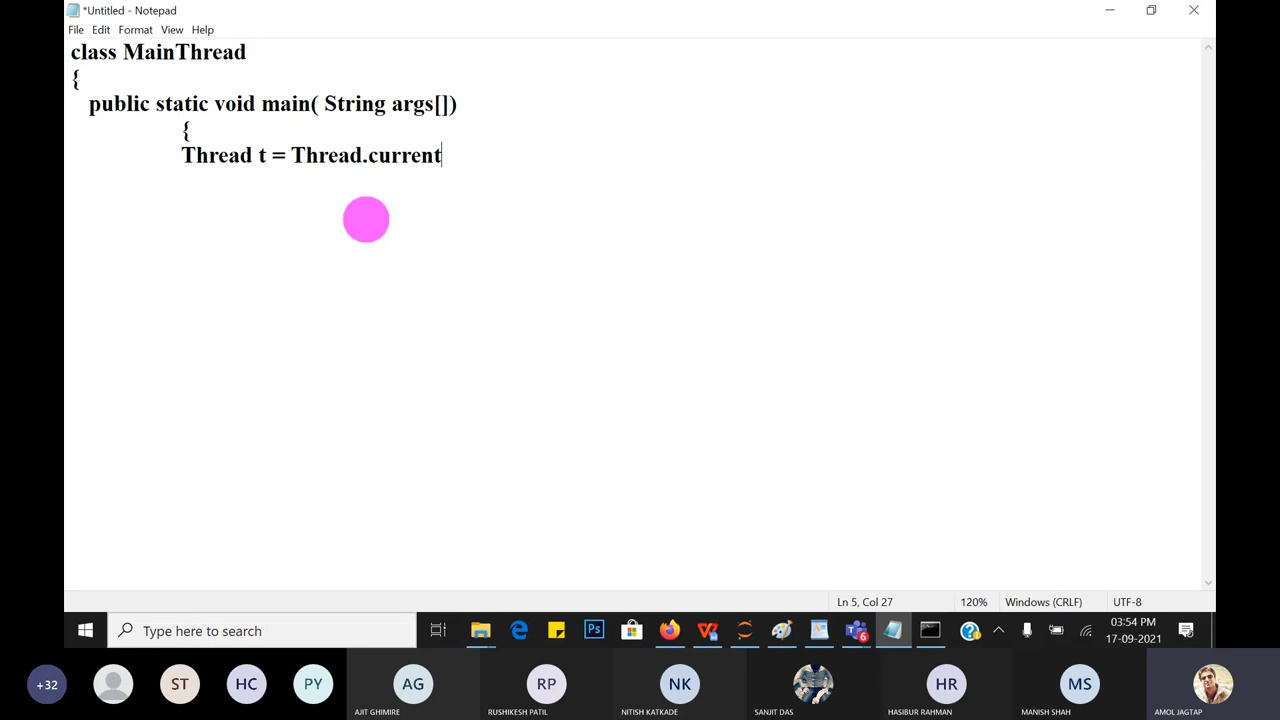 *Untitled - Notepad
File Edit Format View Help
class MainThread
{
public static void main( String args[])
{
Thread t = Thread.current
Ln 5, Col 27 120% Windows (CRLF) UTF-8
Type here to search
Ps
6
03:54 PM
17-09-2021
+32 ST HC PY AG RP NK HR MS
AJIT GHIMIRE RUSHIKESH PATIL NITISH KATKADE SANJIT DAS HASIBUR RAHMAN MANISH SHAH AMOL JAGTAP